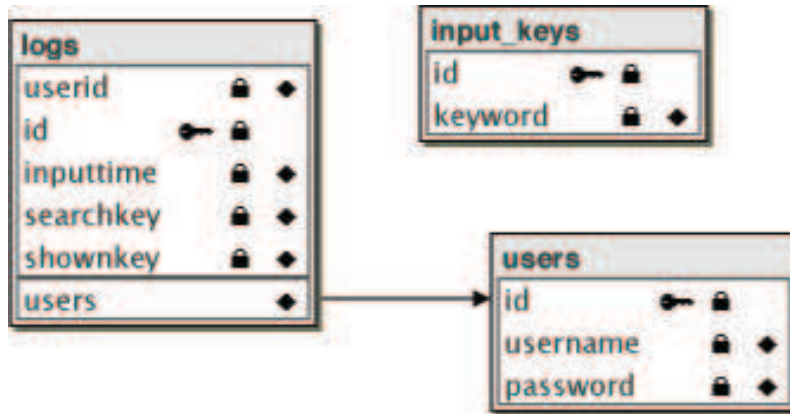 logs
userid
id
inputtime
searchkey
shownkey
users
input_keys
id
keyword
users
id
username
password